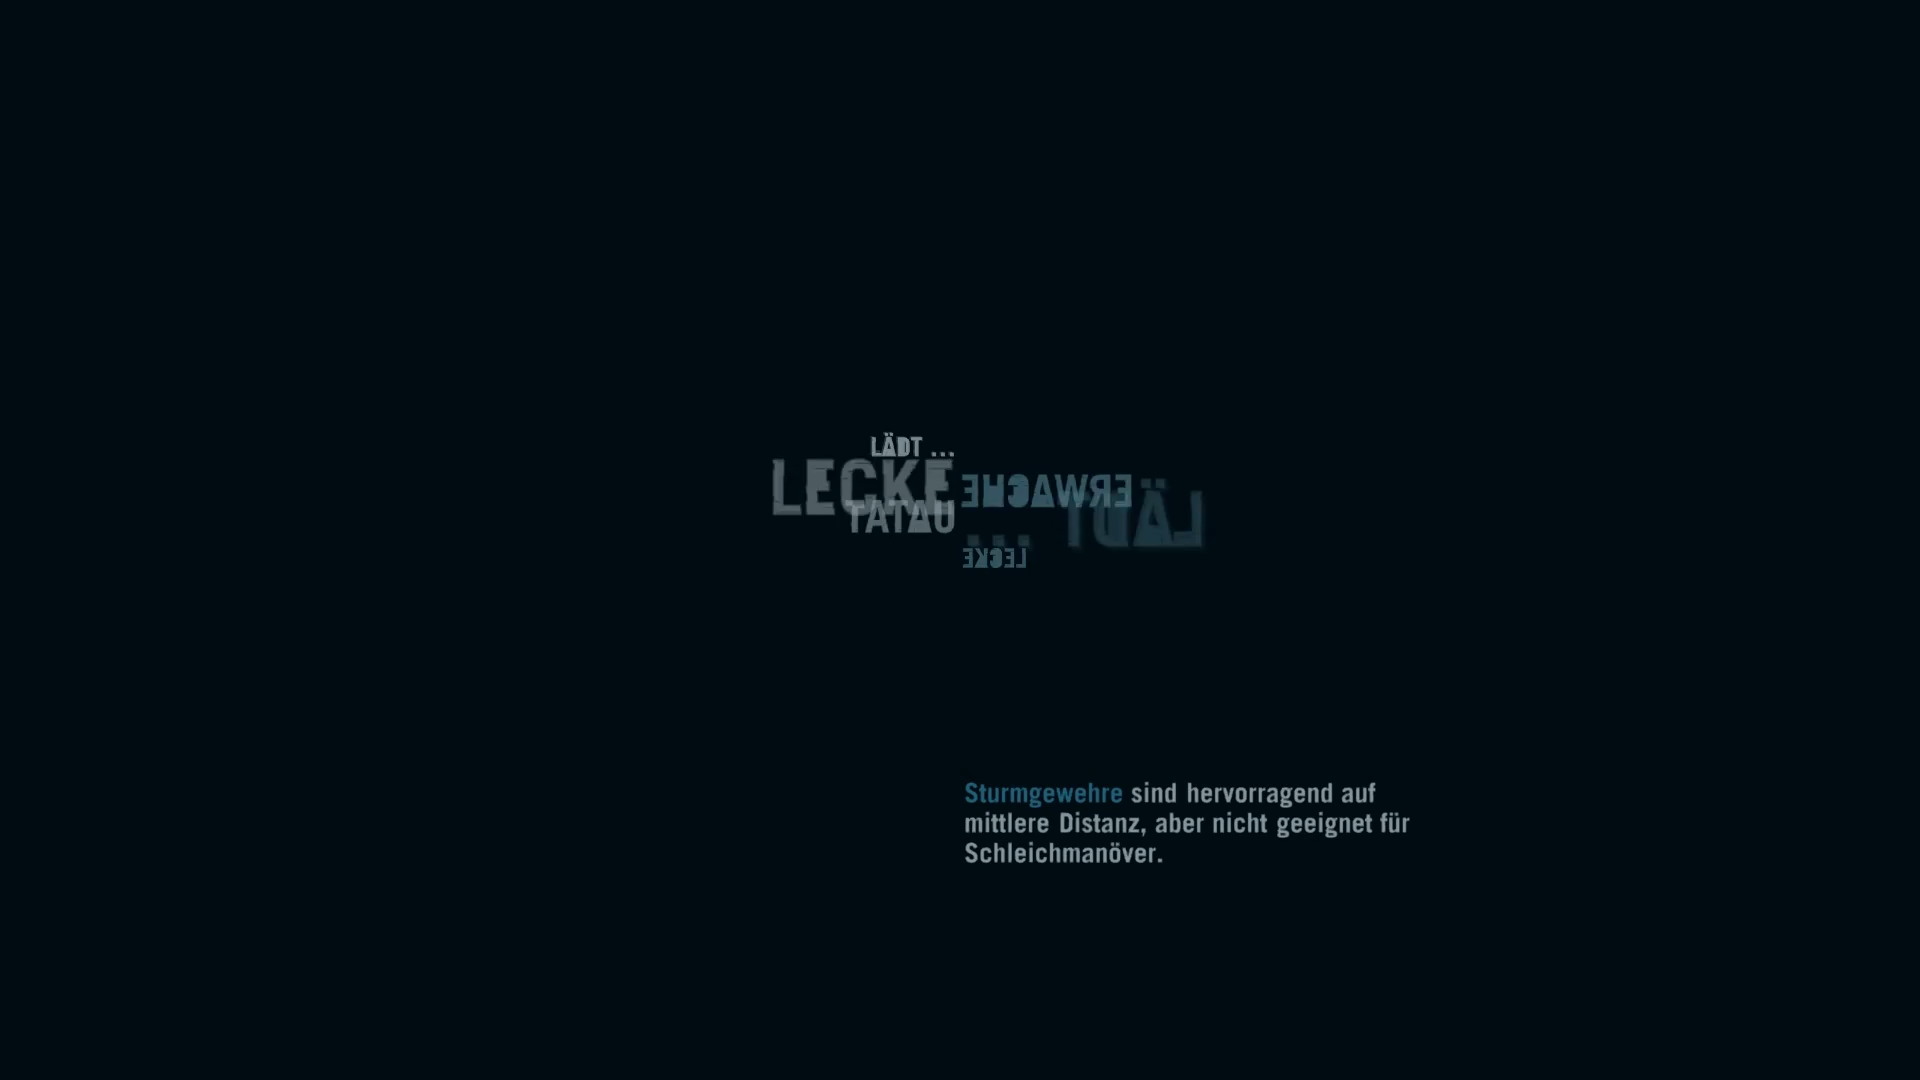 LÄDT ...
LECKE
TATAU
ERWACHE
LÄDT ...
LECKE
Sturmgewehre sind hervorragend auf
mittlere Distanz, aber nicht geeignet für
Schleichmanöver.